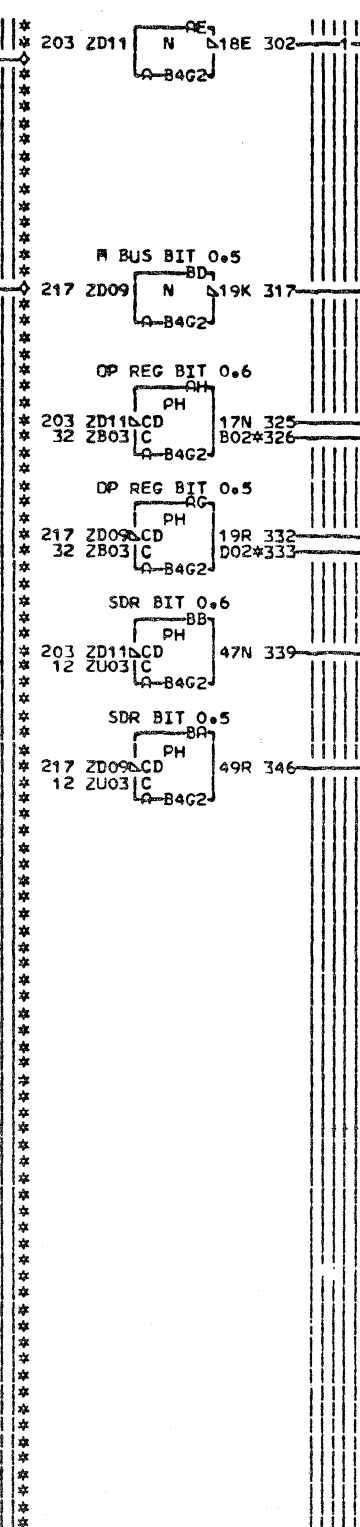 AE
203 ZD11 N 18E 302 1
A B4G2
M BUS BIT 0.5
BD
217 ZD09 N 19K 317
A B4G2
OP REG BIT 0.6
AH
PH
203 ZD11 CD 17N 325
32 ZB03 C B02*326
A B4G2
OP REG BIT 0.5
AG
PH
217 ZD09 CD 19R 332
32 ZB03 C D02*333
A B4G2
SDR BIT 0.6
BB
PH
203 ZD11 CD 47N 339
12 ZU03 C
A B4G2
SDR BIT 0.5
BA
PH
217 ZD09 CD 49R 346
12 ZU03 C
A B4G2